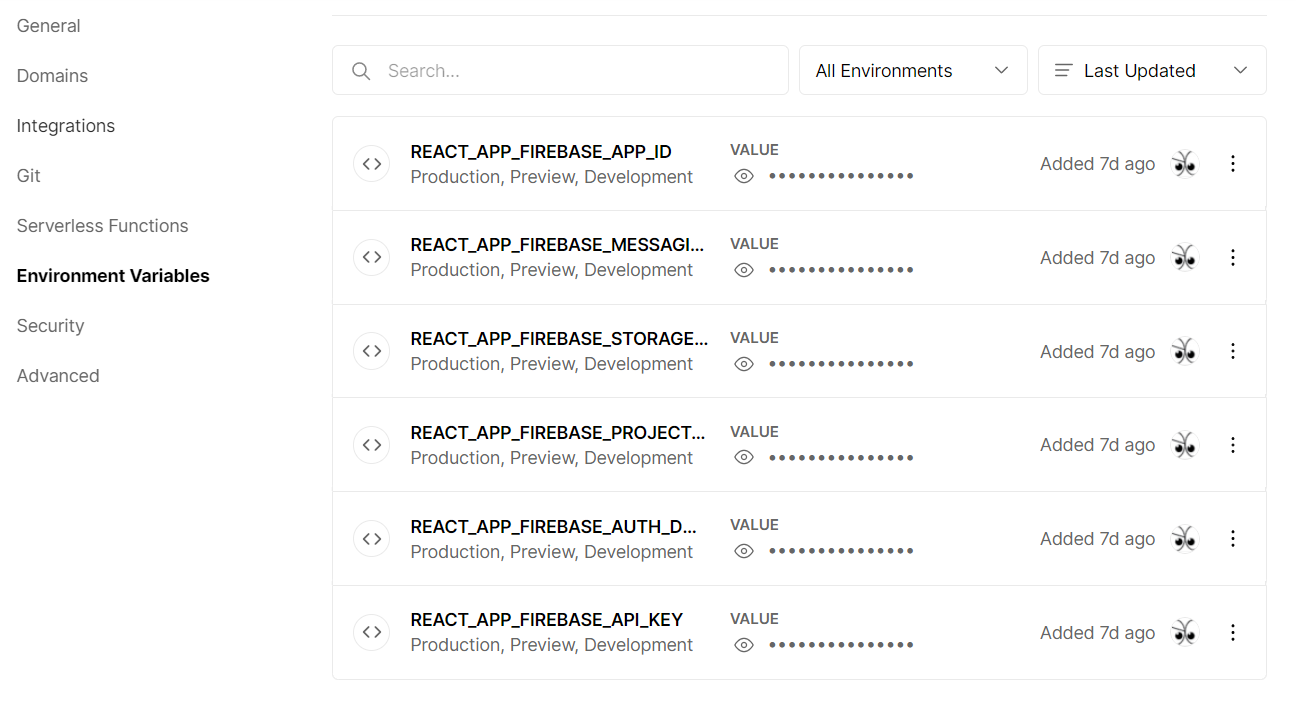 General
Domains
Integrations
Git
Serverless Functions
Environment Variables
Security
Advanced
Search...
All Environments
Last Updated
REACT_APP_FIREBASE_APP_ID
Production, Preview, Development
VALUE
•••••••••••••••
Added 7d ago
REACT_APP_FIREBASE_MESSAGI...
Production, Preview, Development
VALUE
•••••••••••••••
Added 7d ago
REACT_APP_FIREBASE_STORAGE...
Production, Preview, Development
VALUE
•••••••••••••••
Added 7d ago
REACT_APP_FIREBASE_PROJECT...
Production, Preview, Development
VALUE
•••••••••••••••
Added 7d ago
REACT_APP_FIREBASE_AUTH_D...
Production, Preview, Development
VALUE
•••••••••••••••
Added 7d ago
REACT_APP_FIREBASE_API_KEY
Production, Preview, Development
VALUE
•••••••••••••••
Added 7d ago